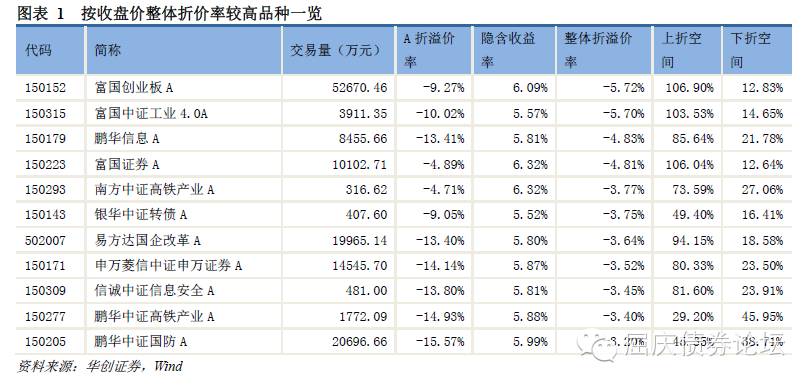 图表 1 按收盘价整体折价率较高品种一览
代码 简称 交易量（万元） A 折溢价率 隐含收益率 整体折溢价率 上折空间 下折空间
150152 富国创业板 A 52670.46 -9.27% 6.09% -5.72% 106.90% 12.83%
150315 富国中证工业 4.0A 3911.35 -10.02% 5.57% -5.70% 103.53% 14.65%
150179 鹏华信息 A 8455.66 -13.41% 5.81% -4.83% 85.64% 21.78%
150223 富国证券 A 10102.71 -4.89% 6.32% -4.81% 106.04% 12.64%
150293 南方中证高铁产业 A 316.62 -4.71% 6.32% -3.77% 73.59% 27.06%
150143 银华中证转债 A 407.60 -9.05% 5.52% -3.75% 49.40% 16.41%
502007 易方达国企改革 A 19965.14 -13.40% 5.80% -3.64% 94.15% 18.58%
150171 申万菱信中证申万证券 A 14545.70 -14.14% 5.87% -3.52% 80.33% 23.50%
150309 信诚中证信息安全 A 481.00 -13.80% 5.81% -3.45% 81.60% 23.91%
150277 鹏华中证高铁产业 A 1772.09 -14.93% 5.88% -3.40% 29.20% 45.95%
150205 鹏华中证国防 A 20696.66 -15.57% 5.99%
屈庆债券论坛
资料来源：华创证券，Wind